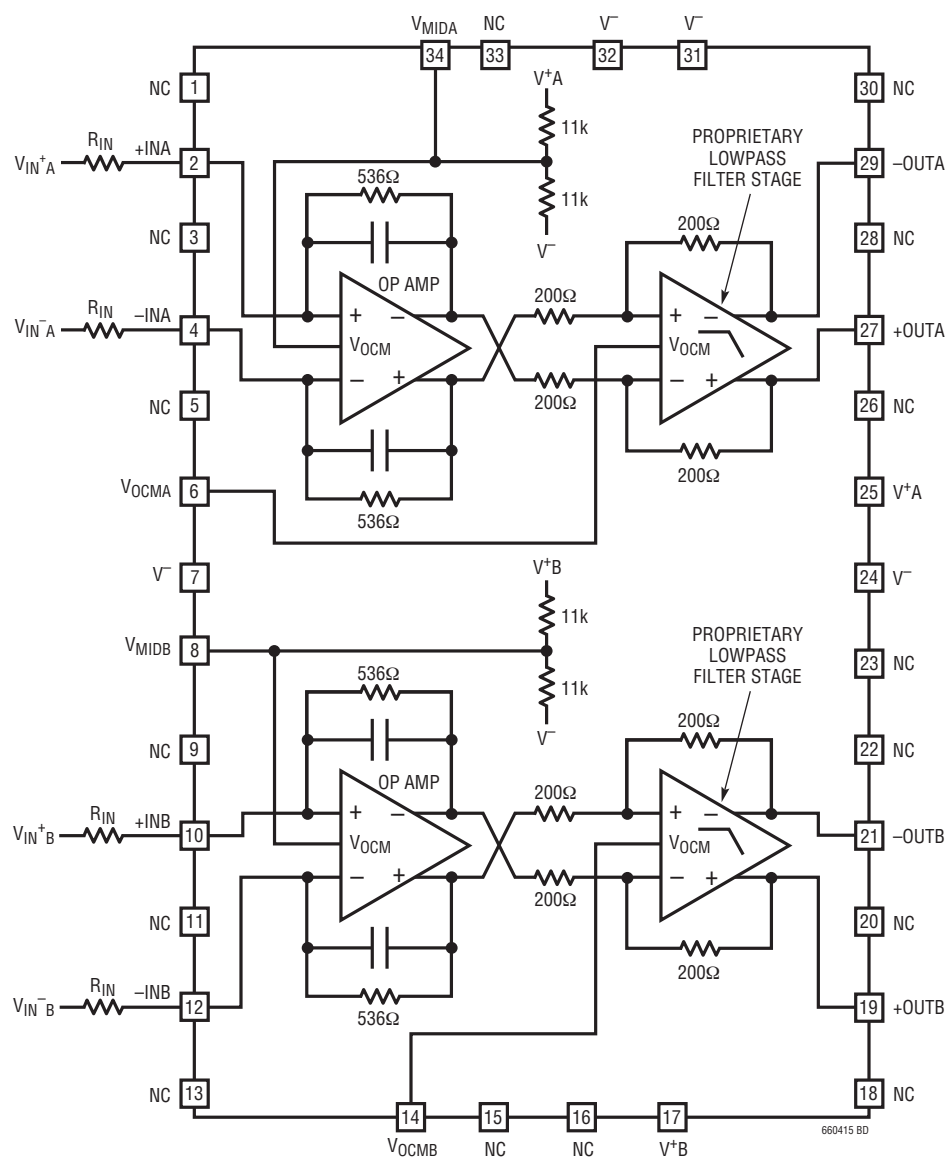 VMIDA NC V– V–
34 33 32 31
NC 1
30 NC
V+A
11k
RIN
VIN+A +INA 2
PROPRIETARY
LOWPASS
FILTER STAGE
29 –OUTA
536Ω
11k
V–
NC 3
200Ω
28 NC
OP AMP
RIN
VIN–A –INA 4
200Ω
+ –
VOCM
– +
+ –
VOCM
– +
27 +OUTA
200Ω
NC 5
26 NC
200Ω
VOCMA 6
536Ω
25 V+A
V– 7
V+B
24 V–
11k
VMIDB 8
PROPRIETARY
LOWPASS
FILTER STAGE
23 NC
536Ω
11k
V–
NC 9
200Ω
22 NC
OP AMP
RIN
VIN+B +INB 10
200Ω
+ –
VOCM
– +
+ –
VOCM
– +
21 –OUTB
200Ω
NC 11
20 NC
200Ω
RIN
VIN–B –INB 12
536Ω
19 +OUTB
NC 13
18 NC
14 15 16 17
VOCMB NC NC V+B
660415 BD